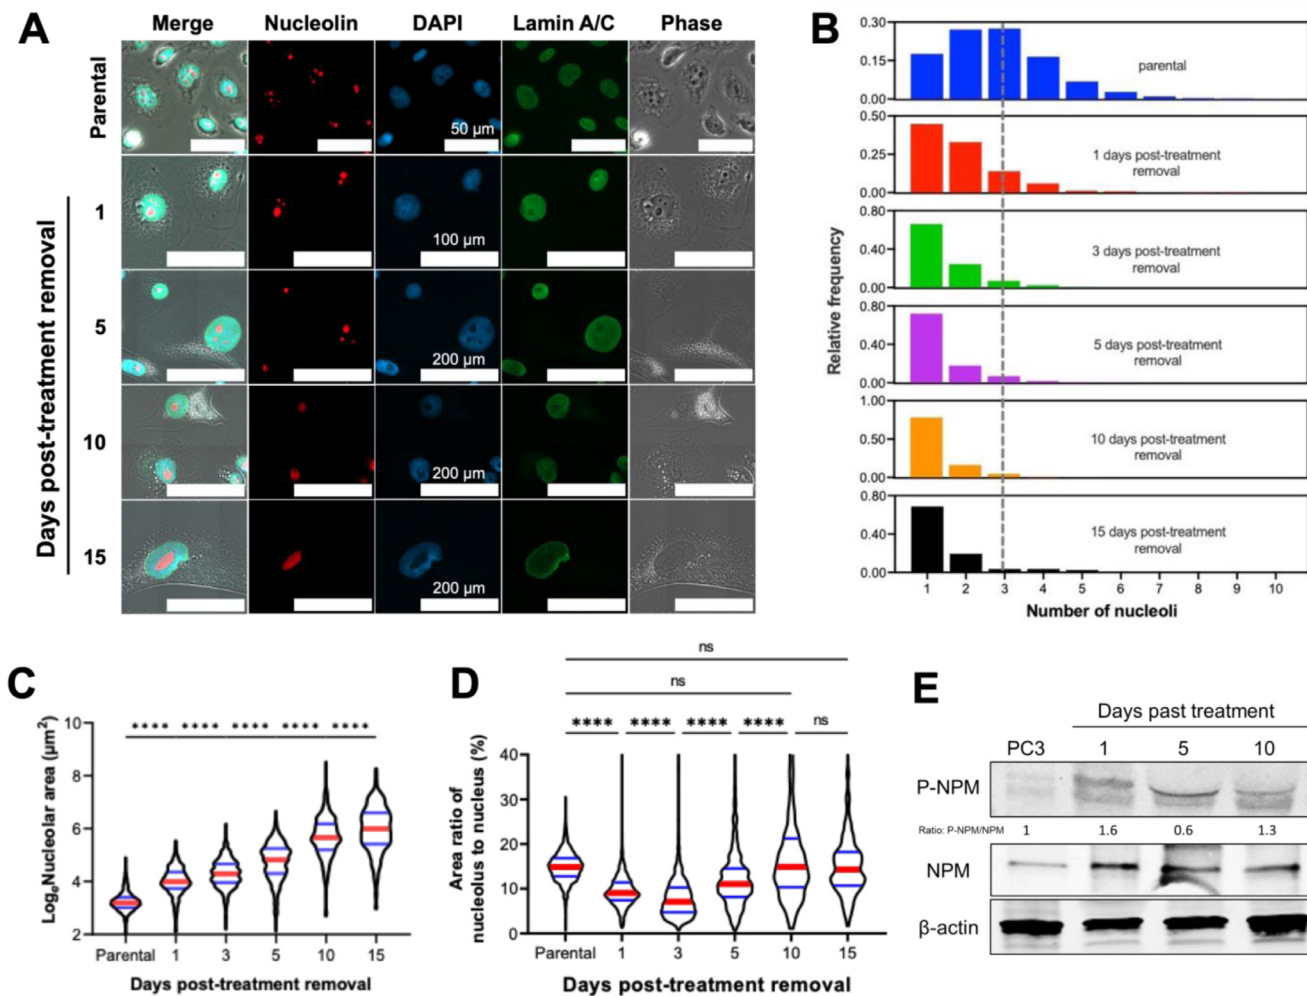 A
Merge Nucleolin DAPI Lamin A/C Phase
Parental
50 µm
Days post-treatment removal
1
100 µm
5
200 µm
10
200 µm
15
200 µm
B
Relative frequency
0.30
0.15
0.00
parental
0.50
0.25
0.00
1 days post-treatment
removal
0.80
0.40
0.00
3 days post-treatment
removal
0.80
0.40
0.00
5 days post-treatment
removal
1.00
0.50
0.00
10 days post-treatment
removal
0.80
0.40
0.00
15 days post-treatment
removal
1 2 3 4 5 6 7 8 9 10
Number of nucleoli
C
LogeNucleolar area (µm²)
10
8
6
4
2
**** **** **** **** ****
Parental 1 3 5 10 15
Days post-treatment removal
D
Area ratio of
nucleolus to nucleus (%)
ns
ns
**** **** **** **** ns
40
30
20
10
0
Parental 1 3 5 10 15
Days post-treatment removal
E
Days past treatment
PC3 1 5 10
P-NPM
Ratio: P-NPM/NPM 1 1.6 0.6 1.3
NPM
β-actin